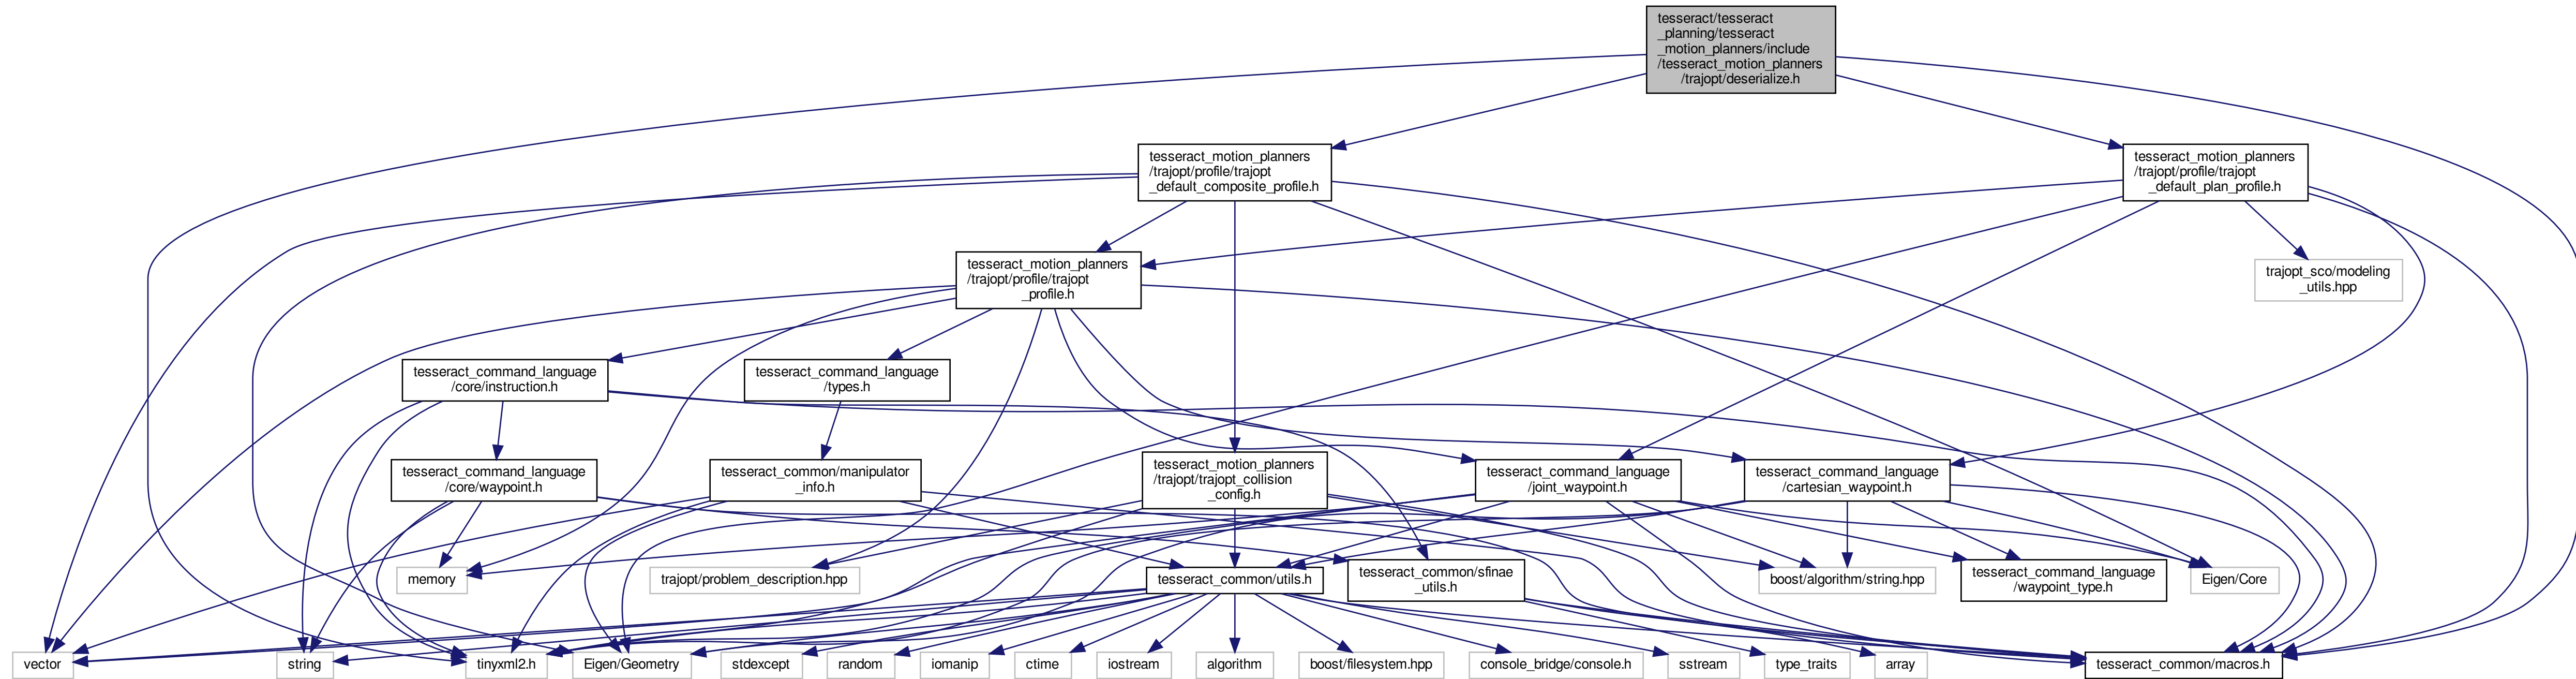 tesseract/tesseract
_planning/tesseract
_motion_planners/include
/tesseract_motion_planners
/trajopt/deserialize.h
tesseract_motion_planners
/trajopt/profile/trajopt
_default_composite_profile.h
tesseract_motion_planners
/trajopt/profile/trajopt
_default_plan_profile.h
tesseract_motion_planners
/trajopt/profile/trajopt
_profile.h
trajopt_sco/modeling
_utils.hpp
tesseract_command_language
/core/instruction.h
tesseract_command_language
/types.h
tesseract_command_language
/core/waypoint.h
tesseract_common/manipulator
_info.h
tesseract_motion_planners
/trajopt/trajopt_collision
_config.h
tesseract_command_language
/joint_waypoint.h
tesseract_command_language
/cartesian_waypoint.h
memory
trajopt/problem_description.hpp
tesseract_common/utils.h
tesseract_common/sfinae
_utils.h
boost/algorithm/string.hpp
tesseract_command_language
/waypoint_type.h
Eigen/Core
vector
string
tinyxml2.h
Eigen/Geometry
stdexcept
random
iomanip
ctime
iostream
algorithm
boost/filesystem.hpp
console_bridge/console.h
sstream
type_traits
array
tesseract_common/macros.h